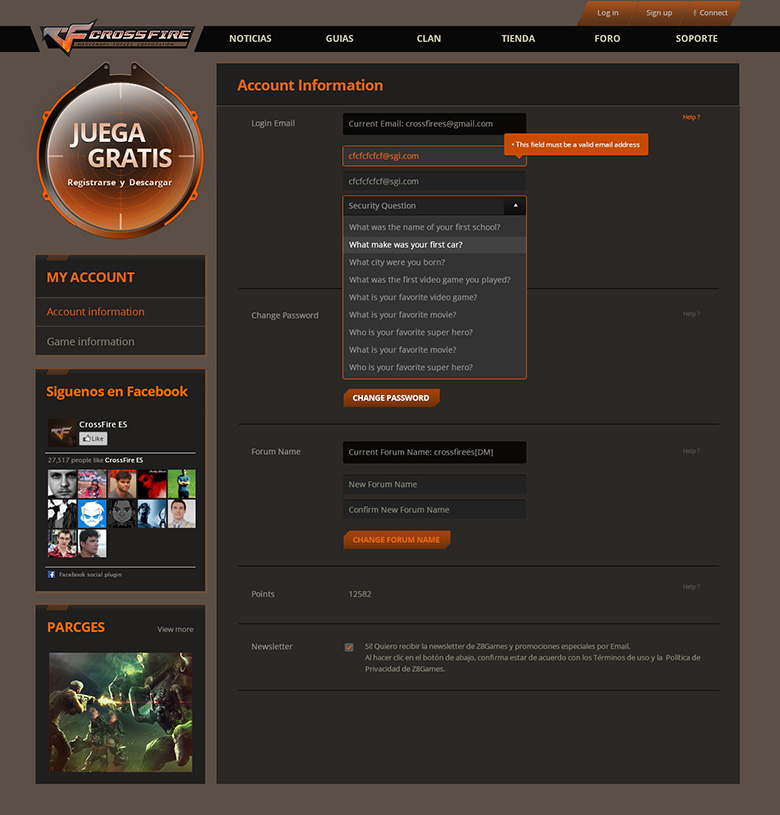 Log in
Sign up
f Connect
CROSSFIRE
MERCENARY FORCES CORPORATION
NOTICIAS
GUIAS
CLAN
TIENDA
FORO
SOPORTE
JUEGA
GRATIS
Registrarse y Descargar
MY ACCOUNT
Account information
Game information
Siguenos en Facebook
CrossFire ES
Like
27,517 people like CrossFire ES
Facebook social plugin
PARCGES
View more
Account Information
Login Email
Current Email: crossfirees@gmail.com
Help ?
• This field must be a valid email address
cfcfcfcfcf@sgi.com
cfcfcfcfcf@sgi.com
Security Question
What was the name of your first school?
What make was your first car?
What city were you born?
What was the first video game you played?
What is your favorite video game?
What is your favorite movie?
Who is your favorite super hero?
What is your favorite movie?
Who is your favorite super hero?
Change Password
Help ?
CHANGE PASSWORD
Forum Name
Current Forum Name: crossfirees[DM]
Help ?
New Forum Name
Confirm New Forum Name
CHANGE FORUM NAME
Points
12582
Help ?
Newsletter
Sí! Quiero recibir la newsletter de Z8Games y promociones especiales por Email.
Al hacer clic en el botón de abajo, confirma estar de acuerdo con los Términos de uso y la Política de
Privacidad de Z8Games.